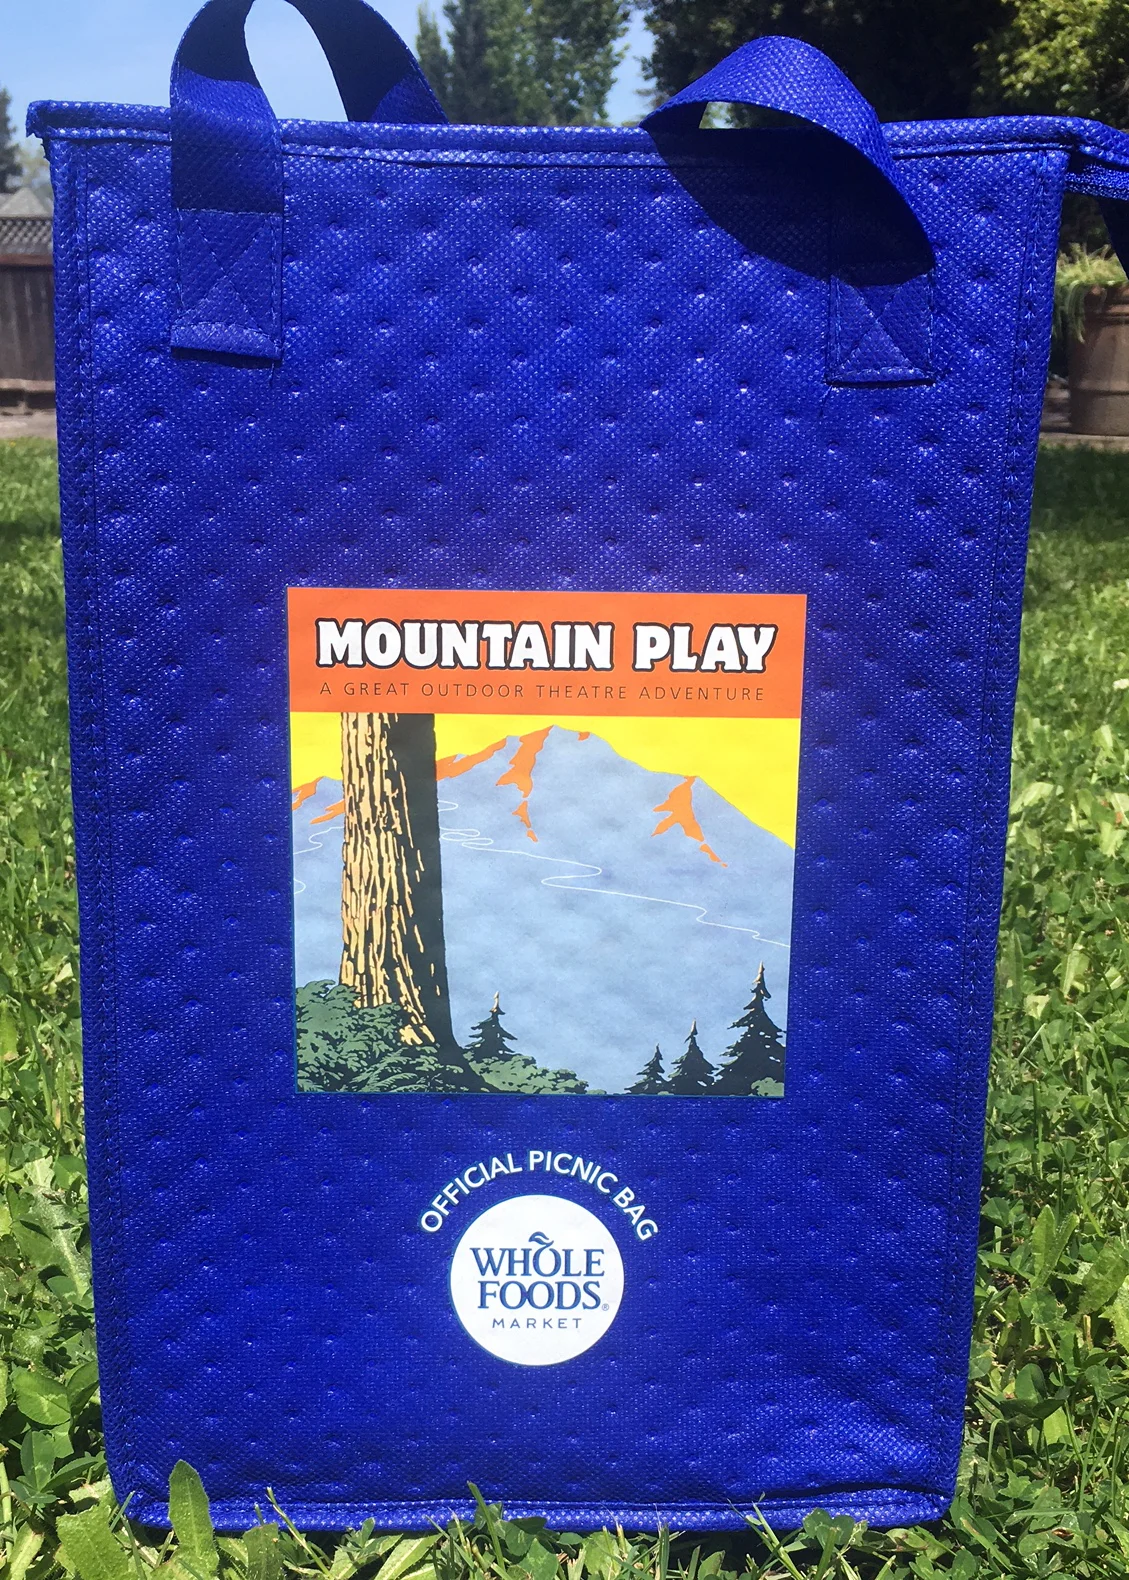 MOUNTAIN PLAY
A GREAT OUTDOOR THEATRE ADVENTURE
OFFICIAL PICNIC BAG
WHOLE
FOODS®
MARKET